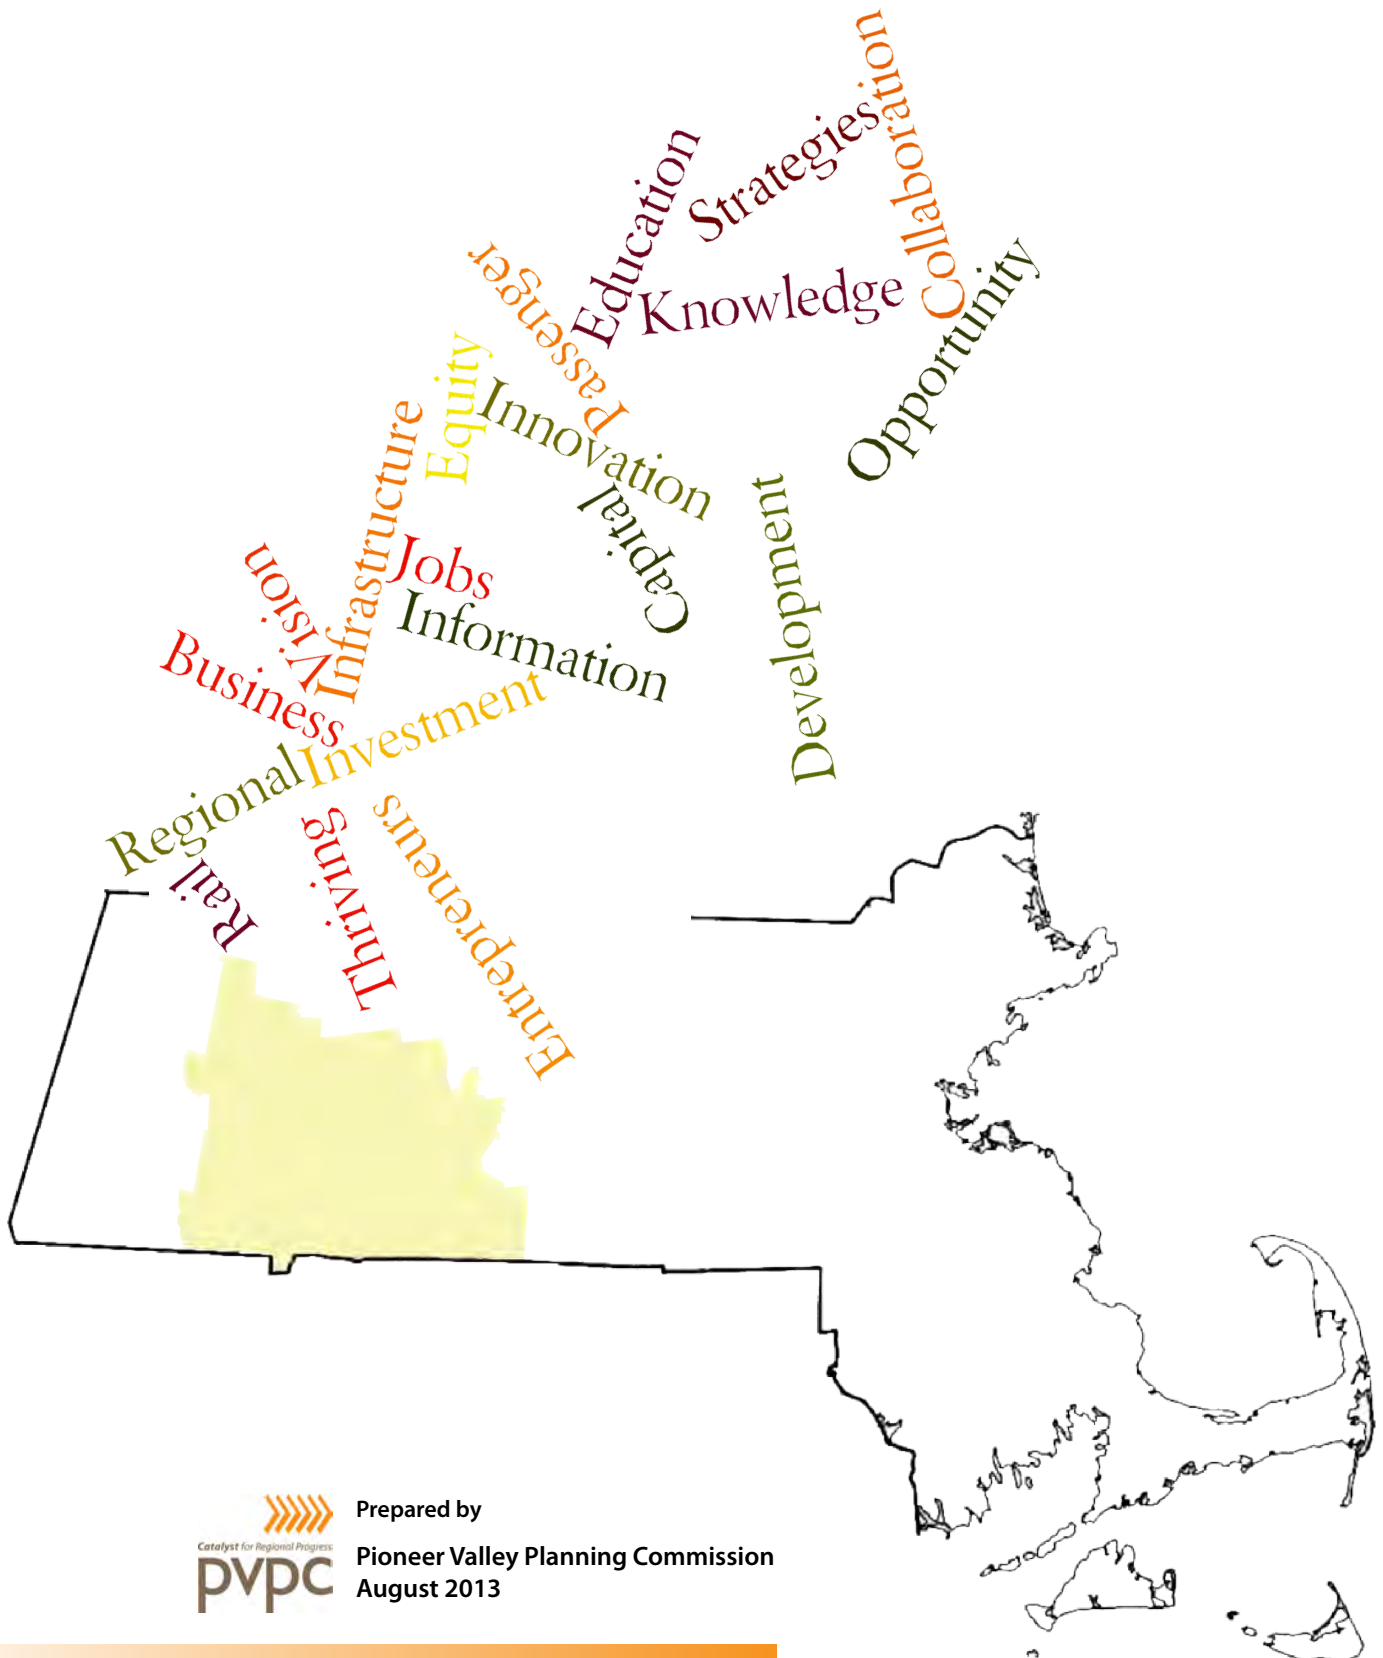 Collaboration
Strategies
Education
Knowledge
Opportunity
Passenger
Equity
Innovation
Infrastructure
Capital
Development
Jobs
Vision
Information
Business
Investment
Regional
Thriving
Entrepreneurs
Rail
Prepared by
Catalyst for Regional Progress
pvpc
Pioneer Valley Planning Commission
August 2013